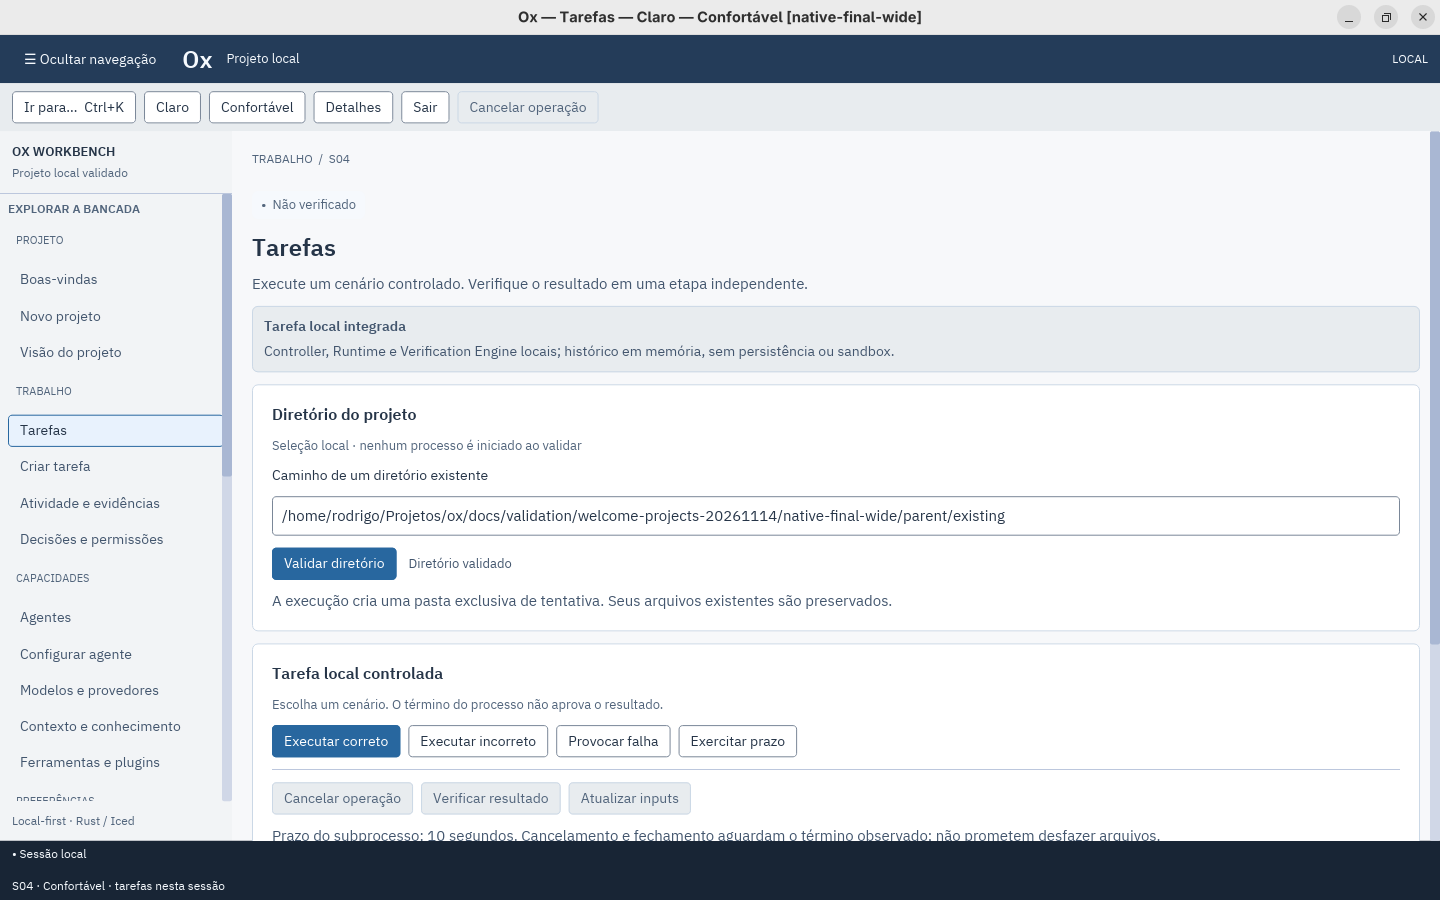 Ox — Tarefas — Claro — Confortável [native-final-wide]
☰ Ocultar navegação Ox Projeto local LOCAL
Ir para... Ctrl+K Claro Confortável Detalhes Sair Cancelar operação
OX WORKBENCH
Projeto local validado
EXPLORAR A BANCADA
PROJETO
Boas-vindas
Novo projeto
Visão do projeto
TRABALHO
Tarefas
Criar tarefa
Atividade e evidências
Decisões e permissões
CAPACIDADES
Agentes
Configurar agente
Modelos e provedores
Contexto e conhecimento
Ferramentas e plugins
PREFERÊNCIAS
Local-first · Rust / Iced
TRABALHO / S04
• Não verificado
Tarefas
Execute um cenário controlado. Verifique o resultado em uma etapa independente.
Tarefa local integrada
Controller, Runtime e Verification Engine locais; histórico em memória, sem persistência ou sandbox.
Diretório do projeto
Seleção local · nenhum processo é iniciado ao validar
Caminho de um diretório existente
/home/rodrigo/Projetos/ox/docs/validation/welcome-projects-20261114/native-final-wide/parent/existing
Validar diretório Diretório validado
A execução cria uma pasta exclusiva de tentativa. Seus arquivos existentes são preservados.
Tarefa local controlada
Escolha um cenário. O término do processo não aprova o resultado.
Executar correto Executar incorreto Provocar falha Exercitar prazo
Cancelar operação Verificar resultado Atualizar inputs
Prazo do subprocesso: 10 segundos. Cancelamento e fechamento aguardam o término observado; não prometem desfazer arquivos.
• Sessão local
S04 · Confortável · tarefas nesta sessão